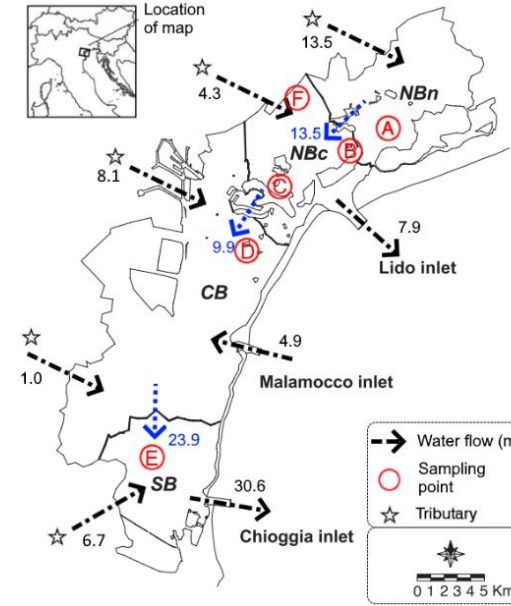 Location
of map
13.5
4.3
F
NBn
A
13.5
B
NBc
8.1
C
7.9
9.9
D
Lido inlet
CB
4.9
1.0
Malamocco inlet
23.9
E
SB
30.6
6.7
Chioggia inlet
Water flow (m
Sampling
point
Tributary
0 1 2 3 4 5 Km